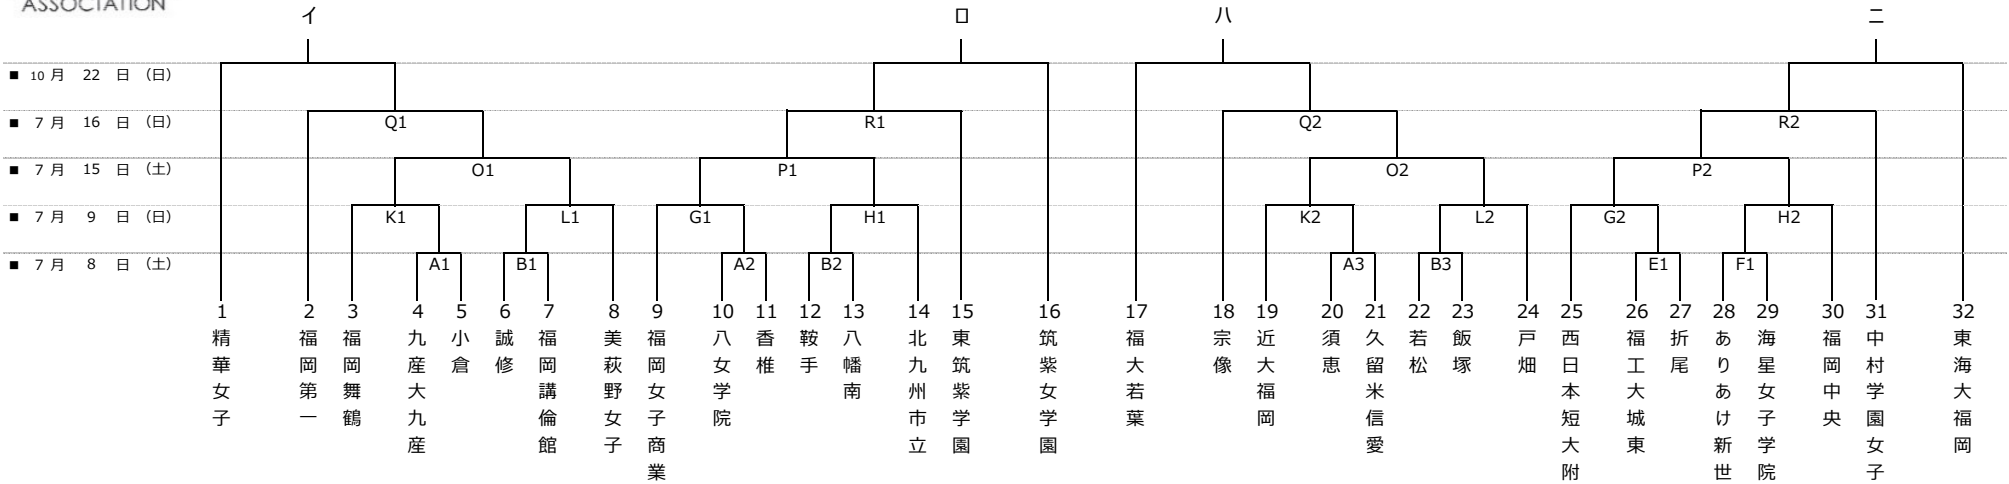 ASSOCIATION
イ ロ ハ ニ
■ 10 月 22 日 (日)
■ 7 月 16 日 (日) Q1 R1 Q2 R2
■ 7 月 15 日 (土) O1 P1 O2 P2
■ 7 月 9 日 (日) K1 L1 G1 H1 K2 L2 G2 H2
■ 7 月 8 日 (土) A1 B1 A2 B2 A3 B3 E1 F1
1 精華女子
2 福岡第一
3 福岡舞鶴
4 九産大九産
5 小倉
6 誠修
7 福岡講倫館
8 美萩野女子
9 福岡女子商業
10 八女学院
11 香椎
12 鞍手
13 八幡南
14 北九州市立
15 東筑紫学園
16 筑紫女学園
17 福大若葉
18 宗像
19 近大福岡
20 須恵
21 久留米信愛
22 若松
23 飯塚
24 戸畑
25 西日本短大附
26 福工大城東
27 折尾
28 ありあけ新世
29 海星女子学院
30 福岡中央
31 中村学園女子
32 東海大福岡